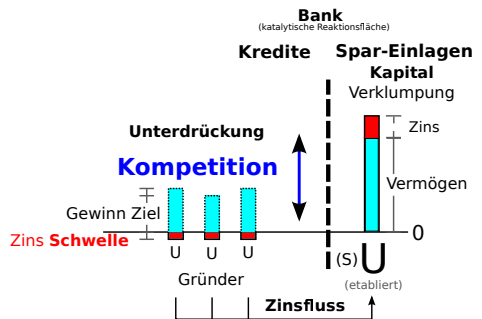 Bank
(katalytische Reaktionsfläche)
Kredite
Spar-Einlagen
Kapital
Verklumpung
Zins
Unterdrückung
Kompetition
Vermögen
Gewinn Ziel
0
Zins Schwelle
U U U
(S) U
Gründer
(etabliert)
Zinsfluss